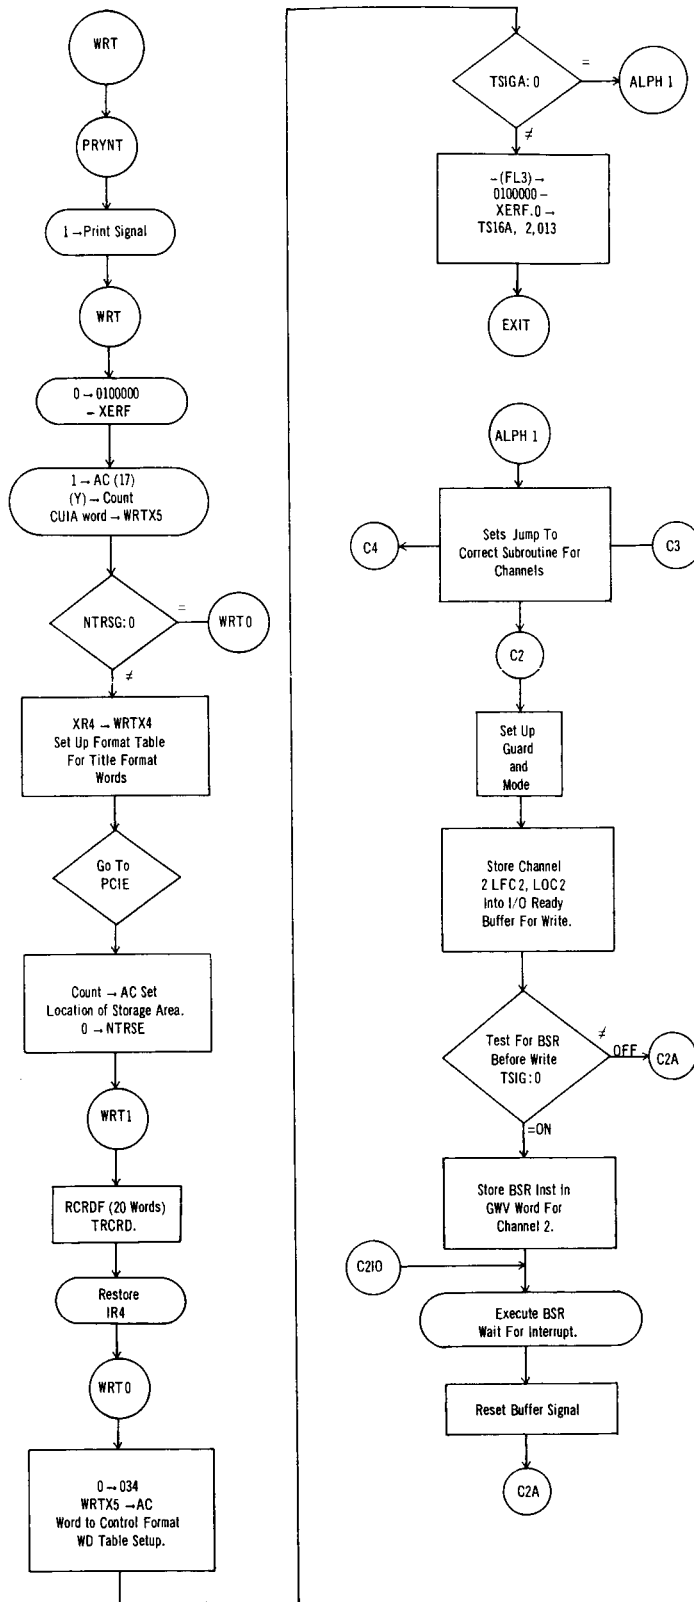 WRT
PRYNT
1→Print Signal
WRT
0→0100000
– XERF
1→AC (17)
(Y)→Count
CUIA word→WRTX5
NTRSG:0
=
WRT0
≠
XR4→WRTX4
Set Up Format Table
For Title Format
Words
Go To
PCIE
Count→AC Set
Location of Storage Area.
0→NTRSE
WRT1
RCRDF (20 Words)
TRCRD.
Restore
IR4
WRT0
0→034
WRTX5→AC
Word to Control Format
WD Table Setup.
TSIGA:0
=
ALPH 1
≠
–(FL3)→
0100000–
XERF.0→
TS16A, 2,013
EXIT
ALPH 1
Sets Jump To
Correct Subroutine For
Channels
C4
C3
C2
Set Up
Guard
and
Mode
Store Channel
2 LFC2, LOC2
Into I/O Ready
Buffer For Write.
Test For BSR
Before Write
TSIG:0
≠
OFF
C2A
=ON
Store BSR Inst in
GWV Word For
Channel 2.
C2IO
Execute BSR
Wait For Interrupt.
Reset Buffer Signal
C2A